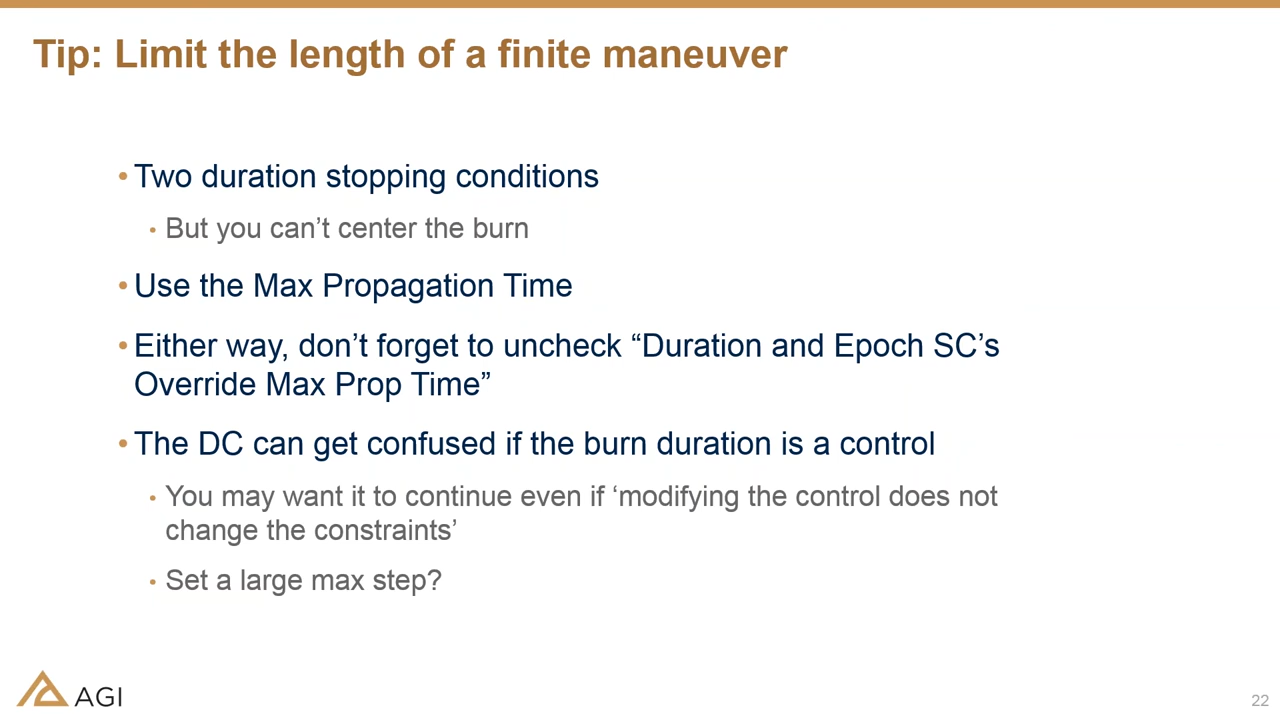 Tip: Limit the length of a finite maneuver
• Two duration stopping conditions
• But you can’t center the burn
• Use the Max Propagation Time
• Either way, don’t forget to uncheck “Duration and Epoch SC’s
Override Max Prop Time”
• The DC can get confused if the burn duration is a control
• You may want it to continue even if ‘modifying the control does not
change the constraints’
• Set a large max step?
AGI
22